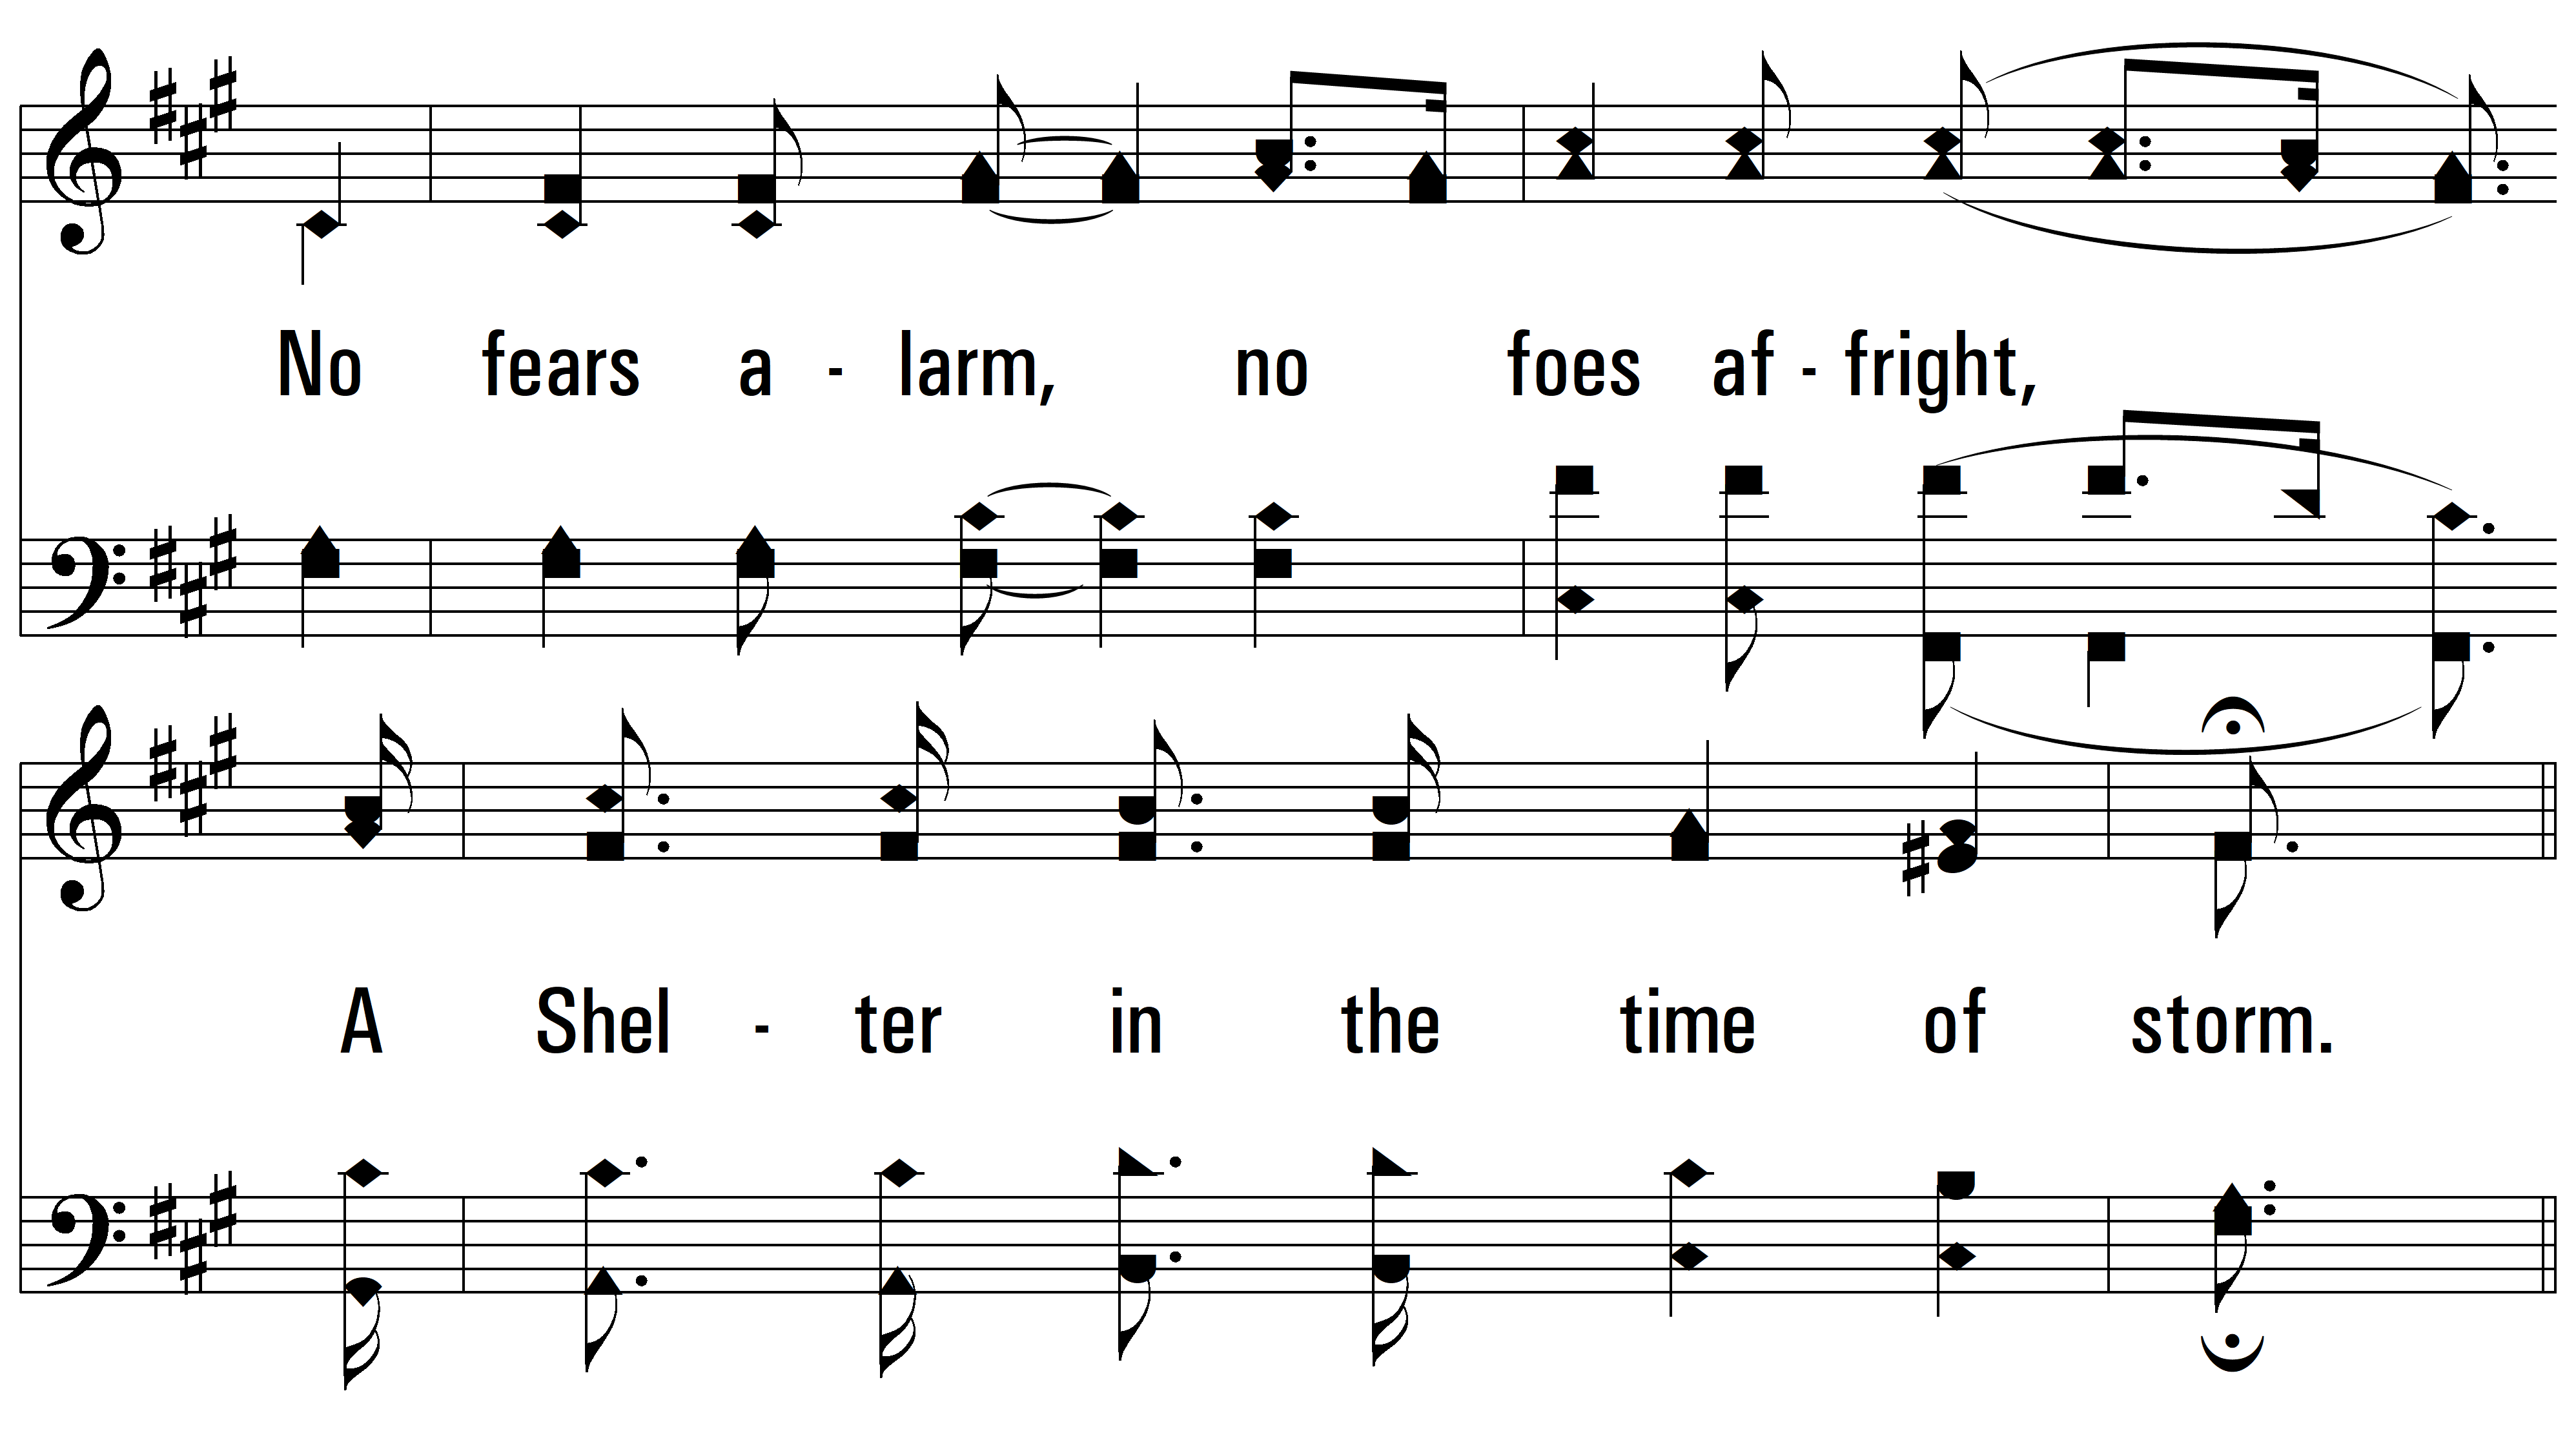 No fears a - larm, no foes af - fright,
A Shel - ter in the time of storm.